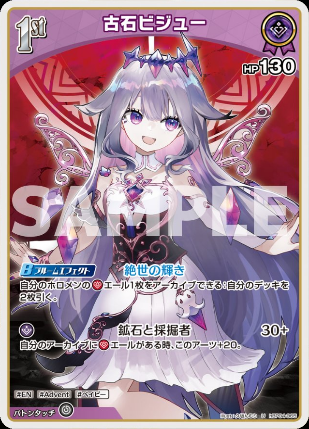 1st
古石ビジュー
HP130
SAMPLE
ブルームエフェクト 絶世の輝き
自分のホロメンの エール1枚をアーカイブできる:自分のデッキを
2枚引く。
鉱石と採掘者 30+
自分のアーカイブに エールがある時、このアーツ+20。
#EN #Advent #ベイビー
バトンタッチ